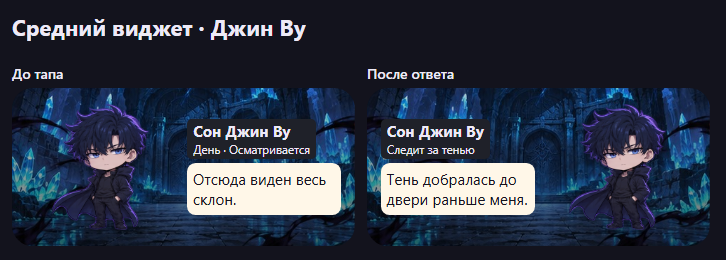 Средний виджет · Джин Ву
До тапа
Сон Джин Ву
День · Осматривается
Отсюда виден весь
склон.
После ответа
Сон Джин Ву
Следит за тенью
Тень добралась до
двери раньше меня.